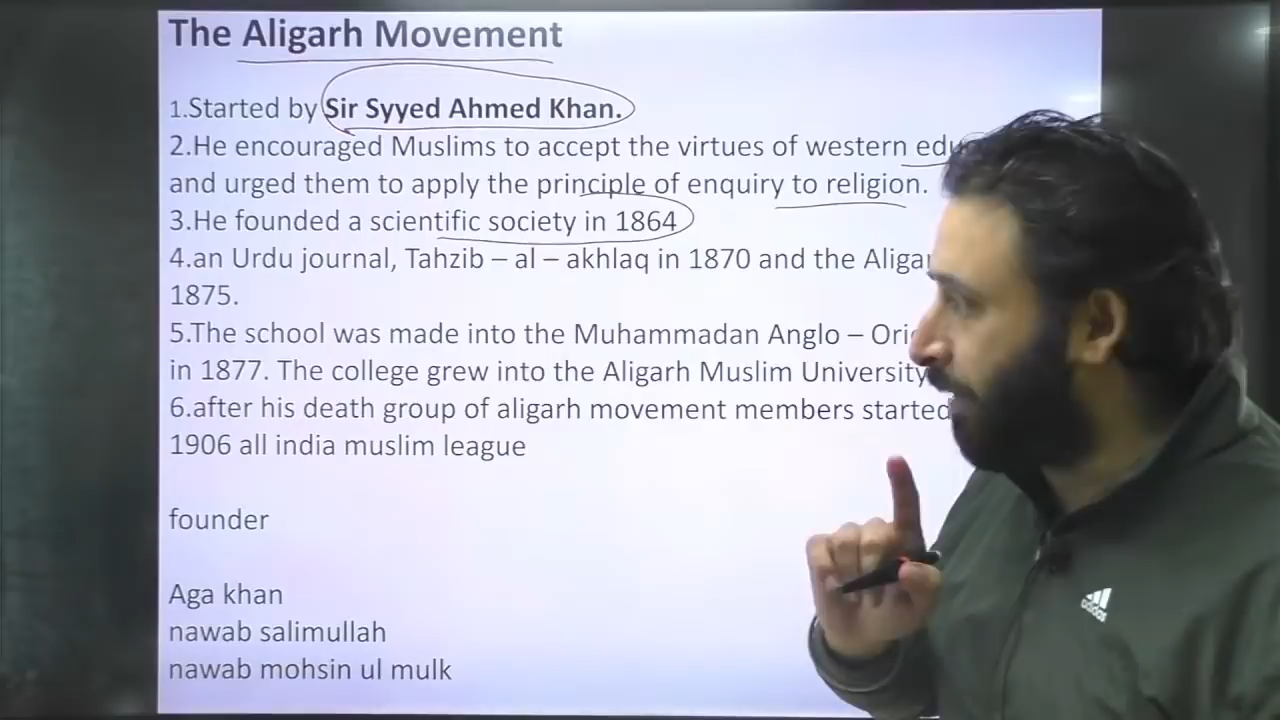 The Aligarh Movement
1.Started by Sir Syyed Ahmed Khan.
2.He encouraged Muslims to accept the virtues of western
and urged them to apply the principle of enquiry to religion.
3.He founded a scientific society in 1864
4.an Urdu journal, Tahzib – al – akhlaq in 1870 and the
1875.
5.The school was made into the Muhammadan Anglo –
in 1877. The college grew into the Aligarh Muslim University
6.after his death group of aligarh movement members started
1906 all india muslim league
founder
Aga khan
nawab salimullah
nawab mohsin ul mulk
adidas